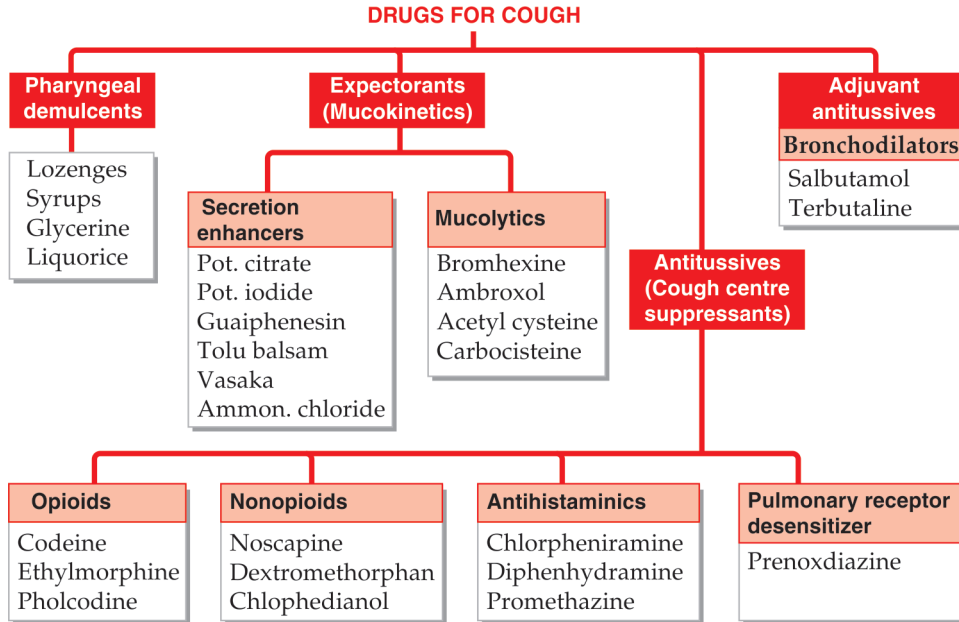 DRUGS FOR COUGH
Pharyngeal
demulcents
Lozenges
Syrups
Glycerine
Liquorice
Expectorants
(Mucokinetics)
Secretion
enhancers
Pot. citrate
Pot. iodide
Guaiphenesin
Tolu balsam
Vasaka
Ammon. chloride
Mucolytics
Bromhexine
Ambroxol
Acetyl cysteine
Carbocisteine
Antitussives
(Cough centre
suppressants)
Adjuvant
antitussives
Bronchodilators
Salbutamol
Terbutaline
Opioids
Codeine
Ethylmorphine
Pholcodine
Nonopioids
Noscapine
Dextromethorphan
Chlophedianol
Antihistaminics
Chlorpheniramine
Diphenhydramine
Promethazine
Pulmonary receptor
desensitizer
Prenoxdiazine